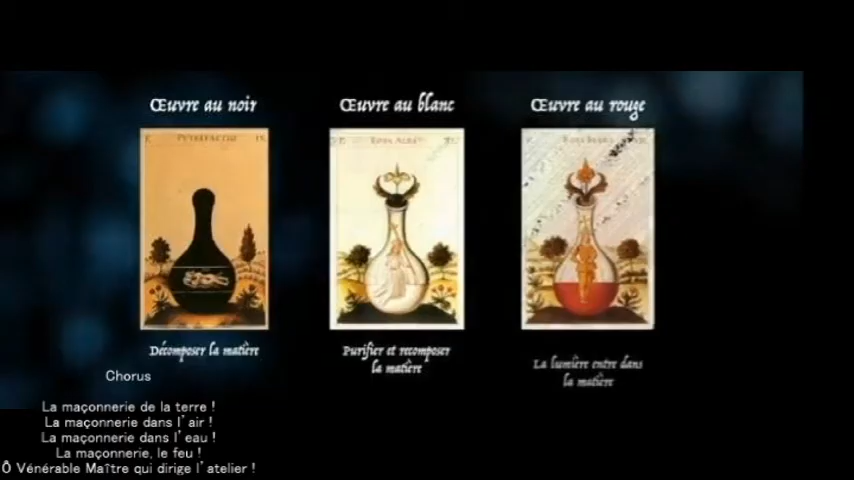 Œuvre au noir
Œuvre au blanc
Œuvre au rouge
Décomposer la matière
Purifier et recomposer
la matière
La lumière entre dans
la matière
Chorus
La maçonnerie de la terre !
La maçonnerie dans l'air !
La maçonnerie dans l'eau !
La maçonnerie, le feu !
Ô Vénérable Maître qui dirige l'atelier !